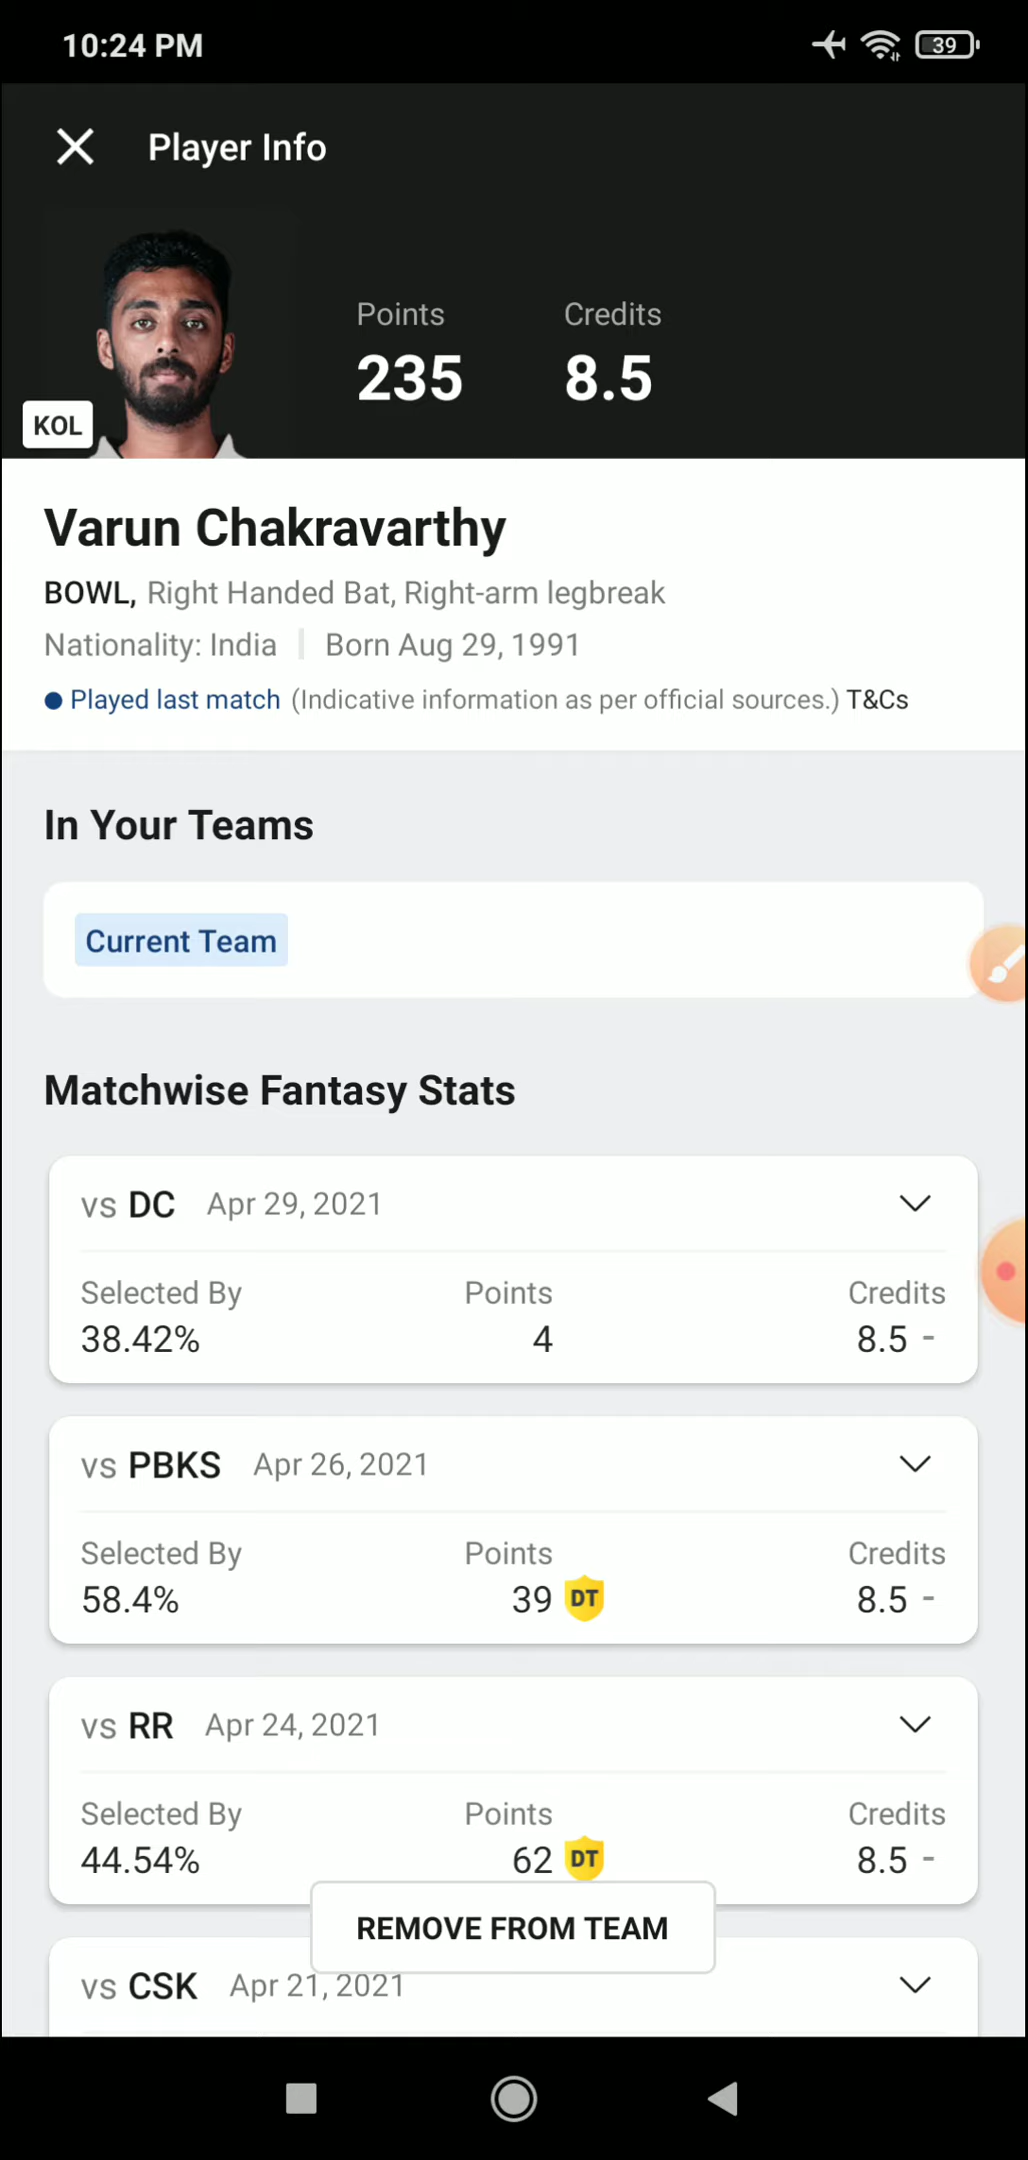 10:24 PM
39
Player Info
Points
Credits
235
8.5
KOL
Varun Chakravarthy
BOWL, Right Handed Bat, Right-arm legbreak
Nationality: India | Born Aug 29, 1991
Played last match (Indicative information as per official sources.) T&Cs
In Your Teams
Current Team
Matchwise Fantasy Stats
vs DC Apr 29, 2021
Selected By Points Credits
38.42% 4 8.5 -
vs PBKS Apr 26, 2021
Selected By Points Credits
58.4% 39 DT 8.5 -
vs RR Apr 24, 2021
Selected By Points Credits
44.54% 62 DT 8.5 -
REMOVE FROM TEAM
vs CSK Apr 21, 2021